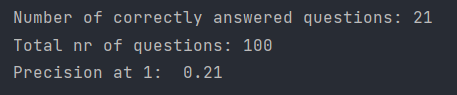 Number of correctly answered questions: 21
Total nr of questions: 100
Precision at 1:  0.21